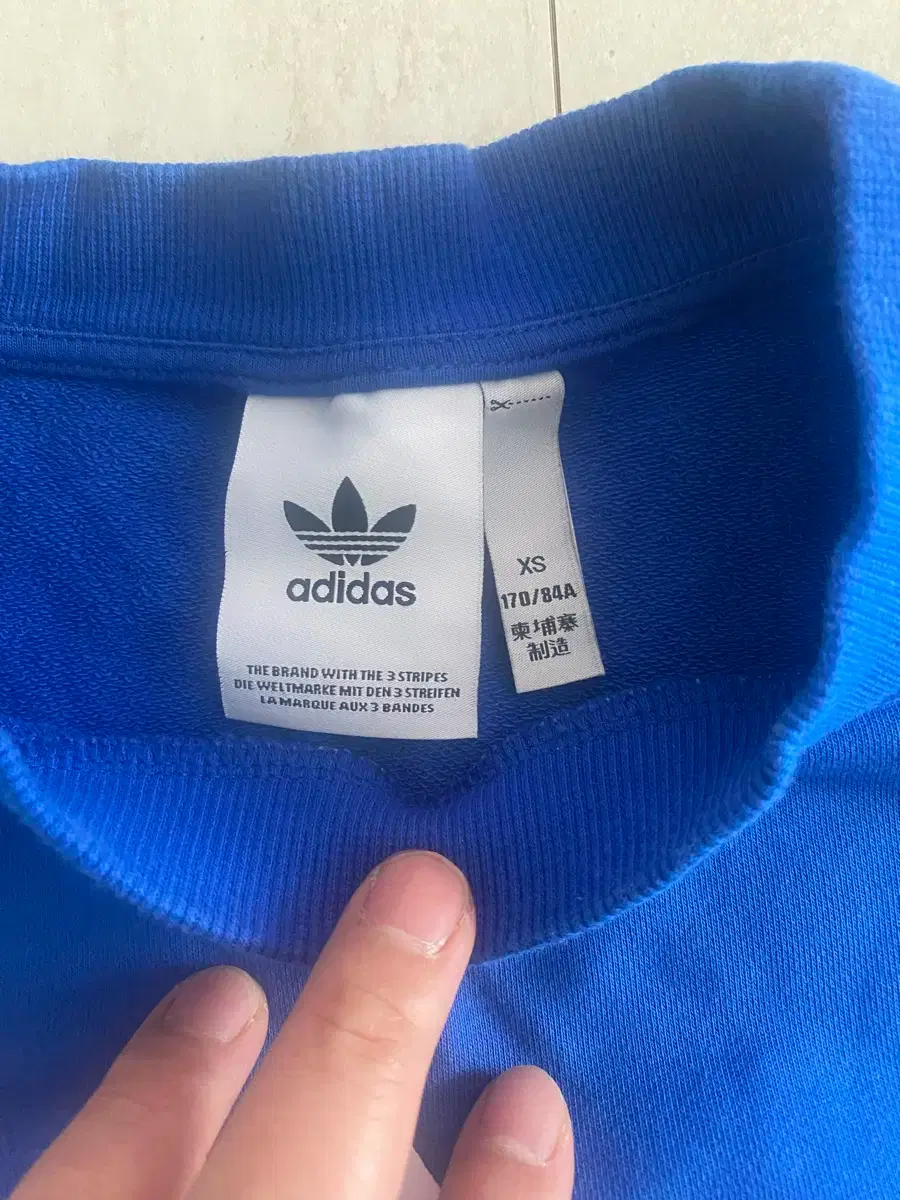 adidas
THE BRAND WITH THE 3 STRIPES
DIE WELTMARKE MIT DEN 3 STREIFEN
LA MARQUE AUX 3 BANDES
XS
170/84A
柬埔寨
制造